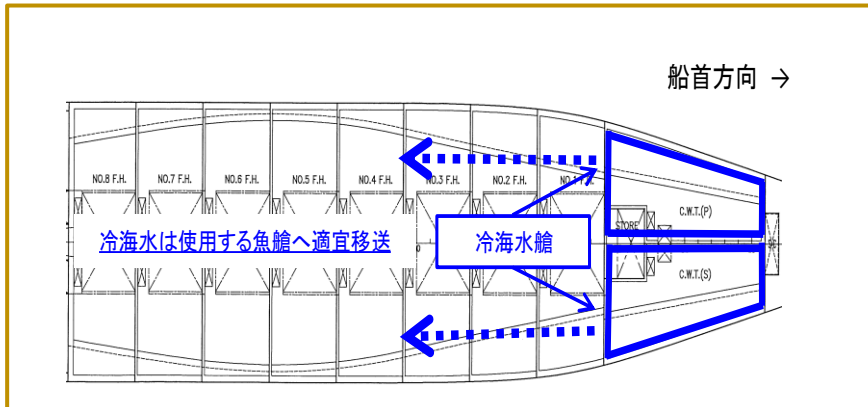 船首方向 →
NO.8 F.H.
NO.7 F.H.
NO.6 F.H.
NO.5 F.H.
NO.4 F.H.
NO.3 F.H.
NO.2 F.H.
C.W.T.(P)
STORE
冷海水は使用する魚艙へ適宜移送
冷海水艙
C.W.T.(S)